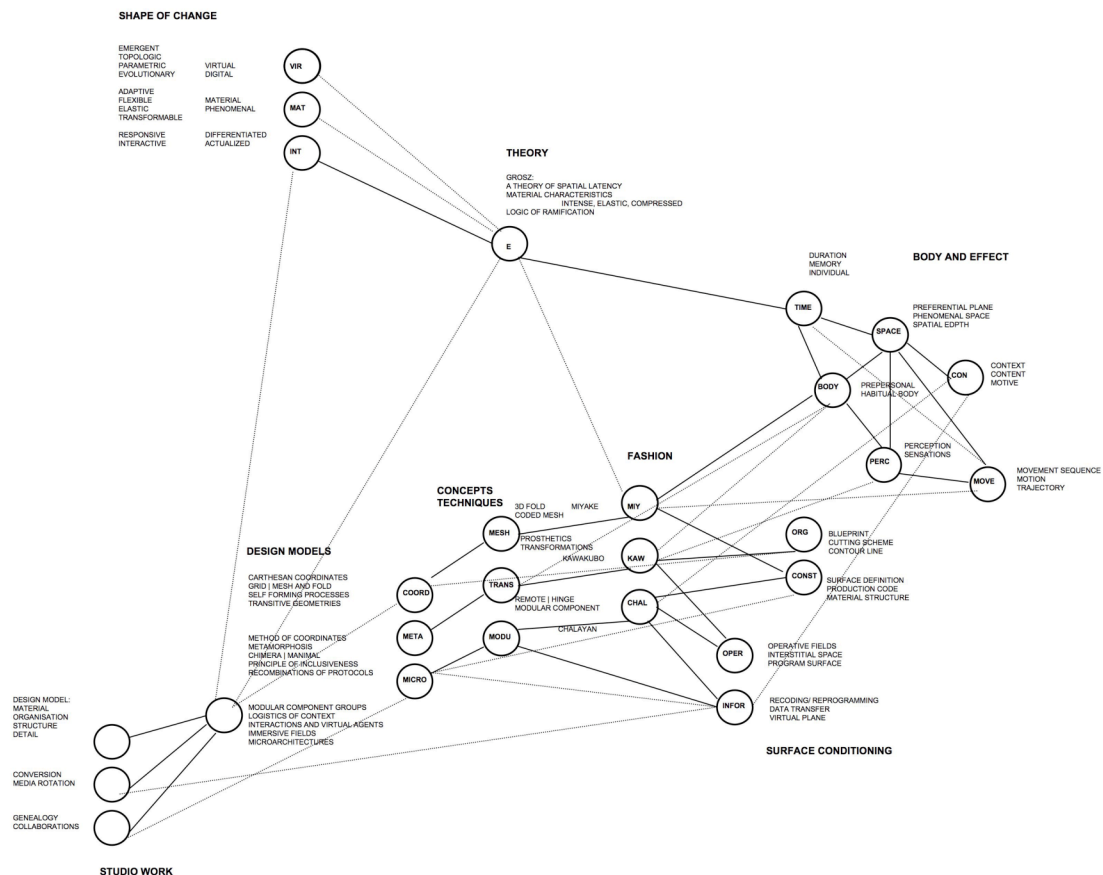 SHAPE OF CHANGE
EMERGENT
TOPOLOGIC
PARAMETRIC
EVOLUTIONARY
VIRTUAL
DIGITAL
VIR
ADAPTIVE
FLEXIBLE
ELASTIC
TRANSFORMABLE
MATERIAL
PHENOMENAL
MAT
RESPONSIVE
INTERACTIVE
DIFFERENTIATED
ACTUALIZED
INT
THEORY
GROSZ:
A THEORY OF SPATIAL LATENCY
MATERIAL CHARACTERISTICS
INTENSE, ELASTIC, COMPRESSED
LOGIC OF RAMIFICATION
E
BODY AND EFFECT
DURATION
MEMORY
INDIVIDUAL
TIME
PREFERENTIAL PLANE
PHENOMENAL SPACE
SPATIAL EDPTH
SPACE
CONTEXT
CONTENT
MOTIVE
CON
BODY
PREPERSONAL
HABITUAL BODY
PERCEPTION
SENSATIONS
PERC
MOVE
MOVEMENT SEQUENCE
MOTION
TRAJECTORY
FASHION
MIY
KAW
CHAL
CONCEPTS
TECHNIQUES
3D FOLD
CODED MESH
MIYAKE
MESH
PROSTHETICS
TRANSFORMATIONS
KAWAKUBO
TRANS
REMOTE | HINGE
MODULAR COMPONENT
CHALAYAN
MODU
ORG
BLUEPRINT
CUTTING SCHEME
CONTOUR LINE
CONST
SURFACE DEFINITION
PRODUCTION CODE
MATERIAL STRUCTURE
OPER
OPERATIVE FIELDS
INTERSTITIAL SPACE
PROGRAM SURFACE
INFOR
RECODING/ REPROGRAMMING
DATA TRANSFER
VIRTUAL PLANE
SURFACE CONDITIONING
DESIGN MODELS
CARTHESAN COORDINATES
GRID | MESH AND FOLD
SELF FORMING PROCESSES
TRANSITIVE GEOMETRIES
COORD
METHOD OF COORDINATES
METAMORPHOSIS
CHIMERA | MANIMAL
PRINCIPLE OF INCLUSIVENESS
RECOMBINATIONS OF PROTOCOLS
META
MICRO
MODULAR COMPONENT GROUPS
LOGISTICS OF CONTEXT
INTERACTIONS AND VIRTUAL AGENTS
IMMERSIVE FIELDS
MICROARCHITECTURES
DESIGN MODEL:
MATERIAL
ORGANISATION
STRUCTURE
DETAIL
CONVERSION
MEDIA ROTATION
GENEALOGY
COLLABORATIONS
STUDIO WORK